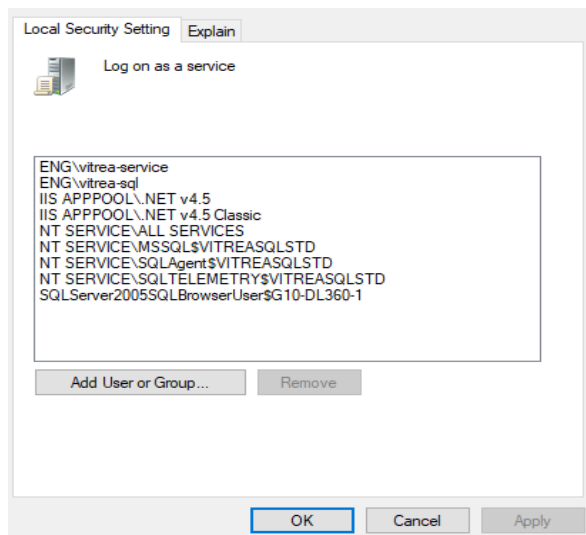 Local Security Setting Explain
Log on as a service
ENG\vitrea-service
ENG\vitrea-sql
IIS APPPOOL\.NET v4.5
IIS APPPOOL\.NET v4.5 Classic
NT SERVICE\ALL SERVICES
NT SERVICE\MSSQL$VITREASQLSTD
NT SERVICE\SQLAgent$VITREASQLSTD
NT SERVICE\SQLTELEMETRY$VITREASQLSTD
SQLServer2005SQLBrowserUser$G10-DL360-1
Add User or Group... Remove
OK Cancel Apply